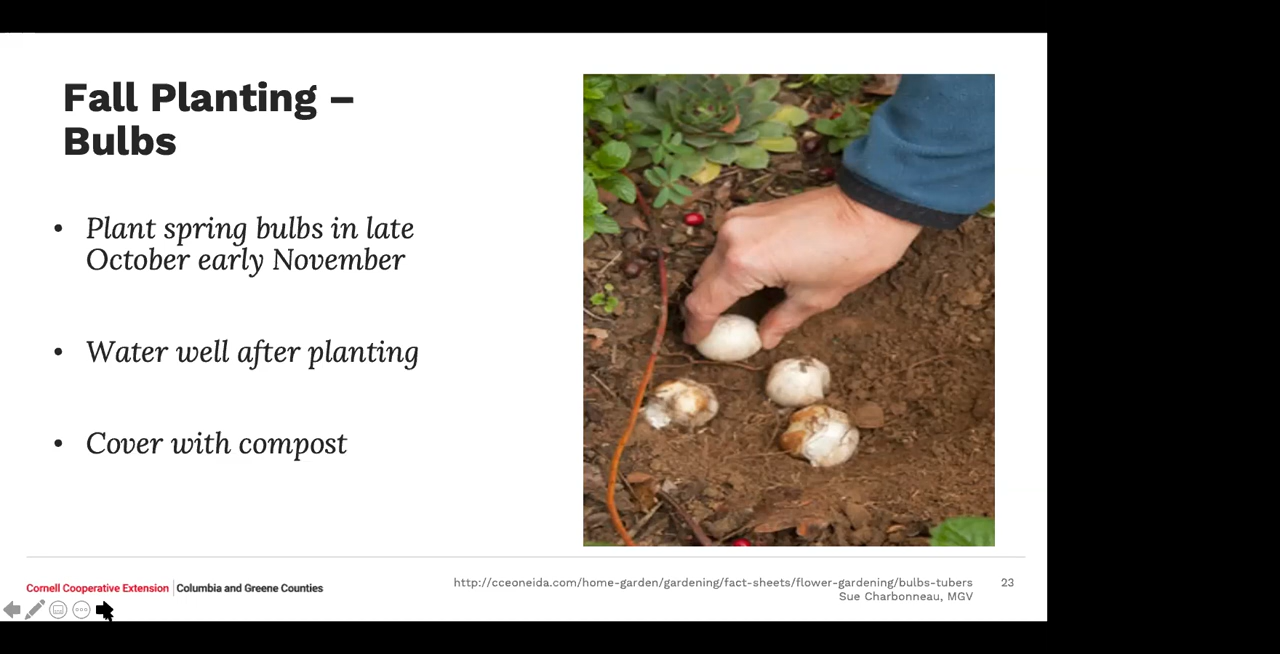 Fall Planting –
Bulbs
• Plant spring bulbs in late
October early November
• Water well after planting
• Cover with compost
Cornell Cooperative Extension | Columbia and Greene Counties
http://cceoneida.com/home-garden/gardening/fact-sheets/flower-gardening/bulbs-tubers
Sue Charbonneau, MGV
23